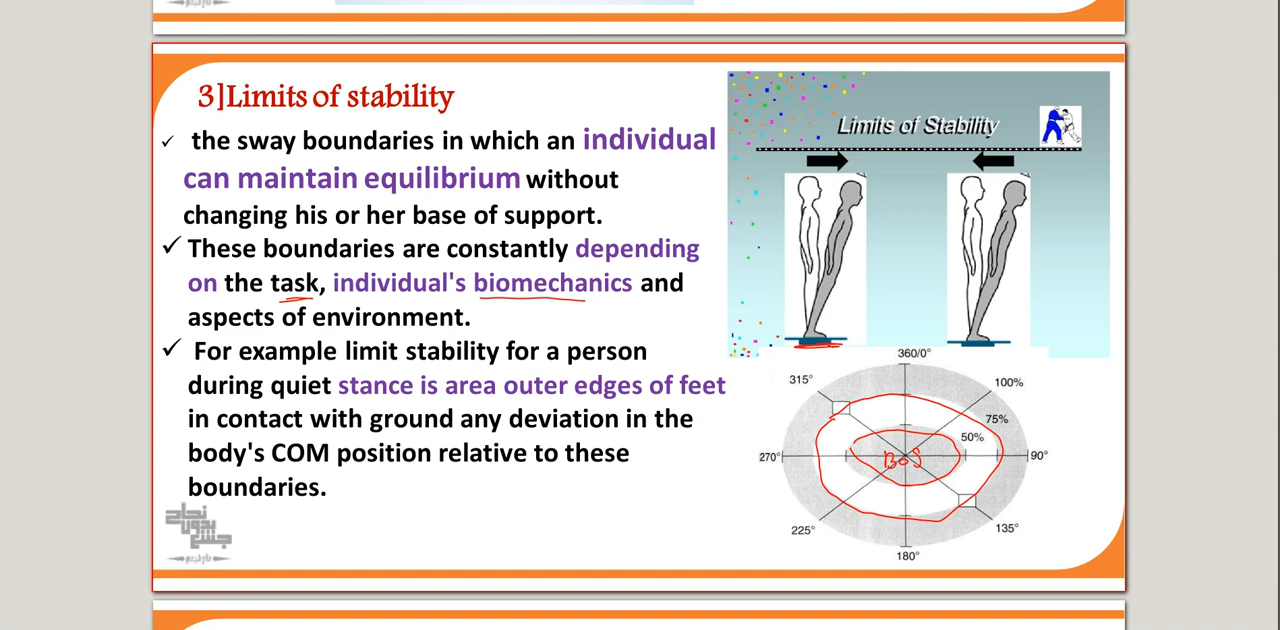 3]Limits of stability
✓ the sway boundaries in which an individual
can maintain equilibrium without
changing his or her base of support.
✓ These boundaries are constantly depending
on the task, individual's biomechanics and
aspects of environment.
✓ For example limit stability for a person
during quiet stance is area outer edges of feet
in contact with ground any deviation in the
body's COM position relative to these
boundaries.
نجاح
بدون
Limits of Stability
360/0°
315°
100%
75%
50%
270°
BOS
90°
225°
135°
180°